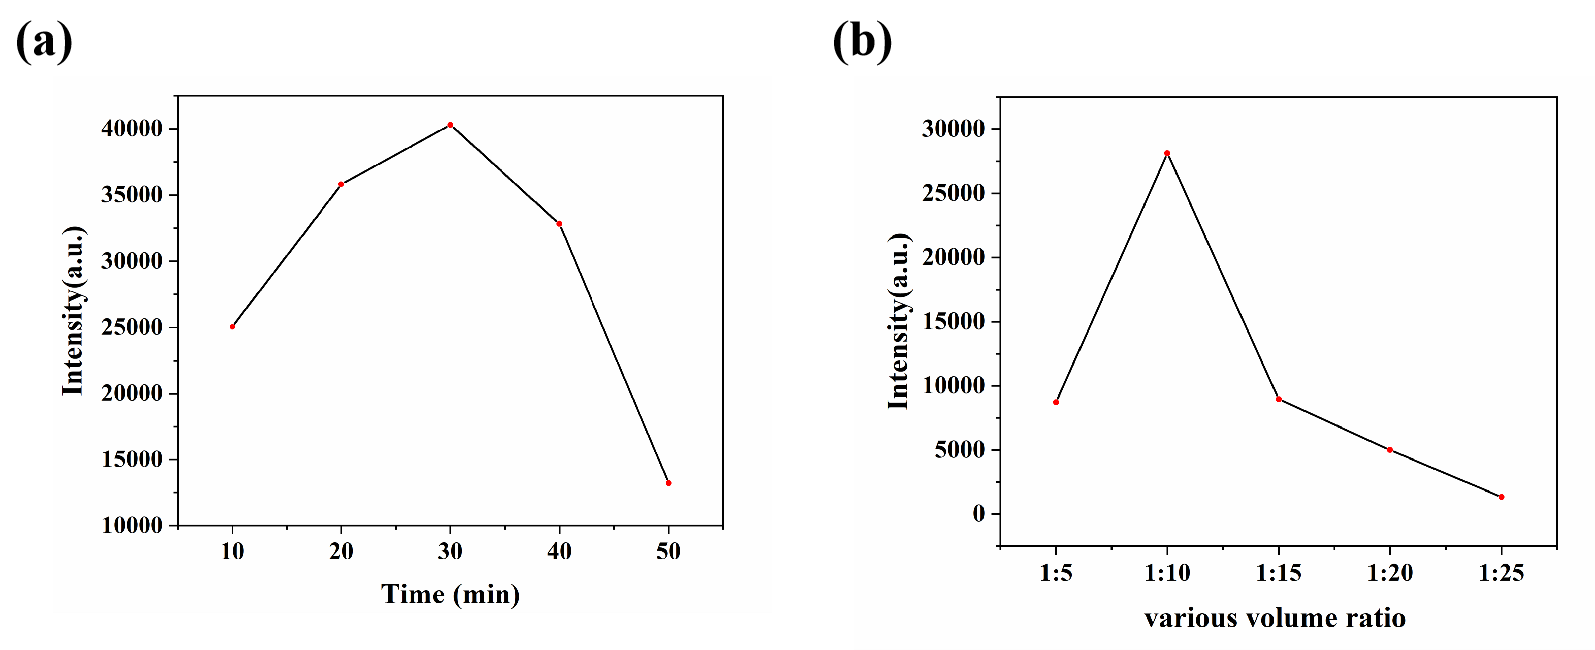 (a)
40000
35000
30000
25000
20000
15000
10000
Intensity(a.u.)
10 20 30 40 50
Time (min)
(b)
30000
25000
20000
15000
10000
5000
0
Intensity(a.u.)
1:5 1:10 1:15 1:20 1:25
various volume ratio